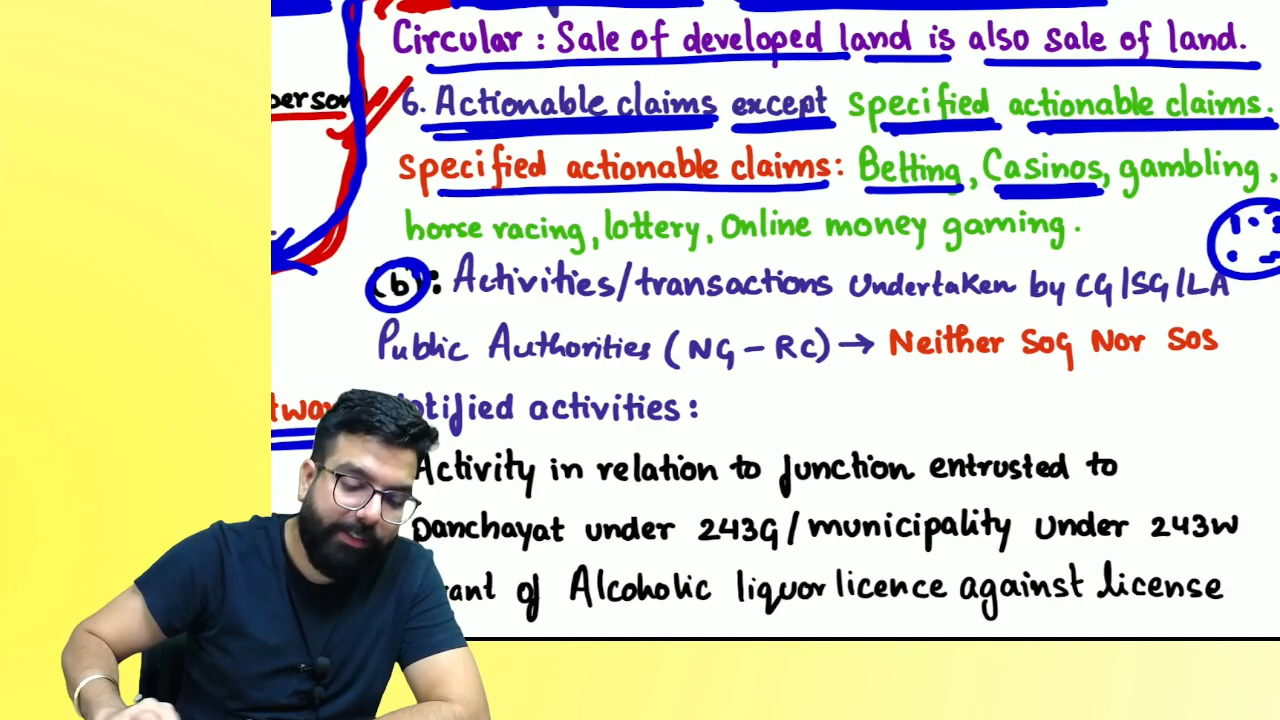 Circular : Sale of developed land is also sale of land.
person
6. Actionable claims except specified actionable claims.
Specified actionable claims: Betting, Casinos, gambling,
horse racing, lottery, Online money gaming.
(b) : Activities/transactions undertaken by CG/SG/LA
Public Authorities (NG - RC) → Neither SOG Nor SOS
activities :
Activity in relation to function entrusted to
Panchayat under 243G/municipality under 243W
of Alcoholic liquor licence against license